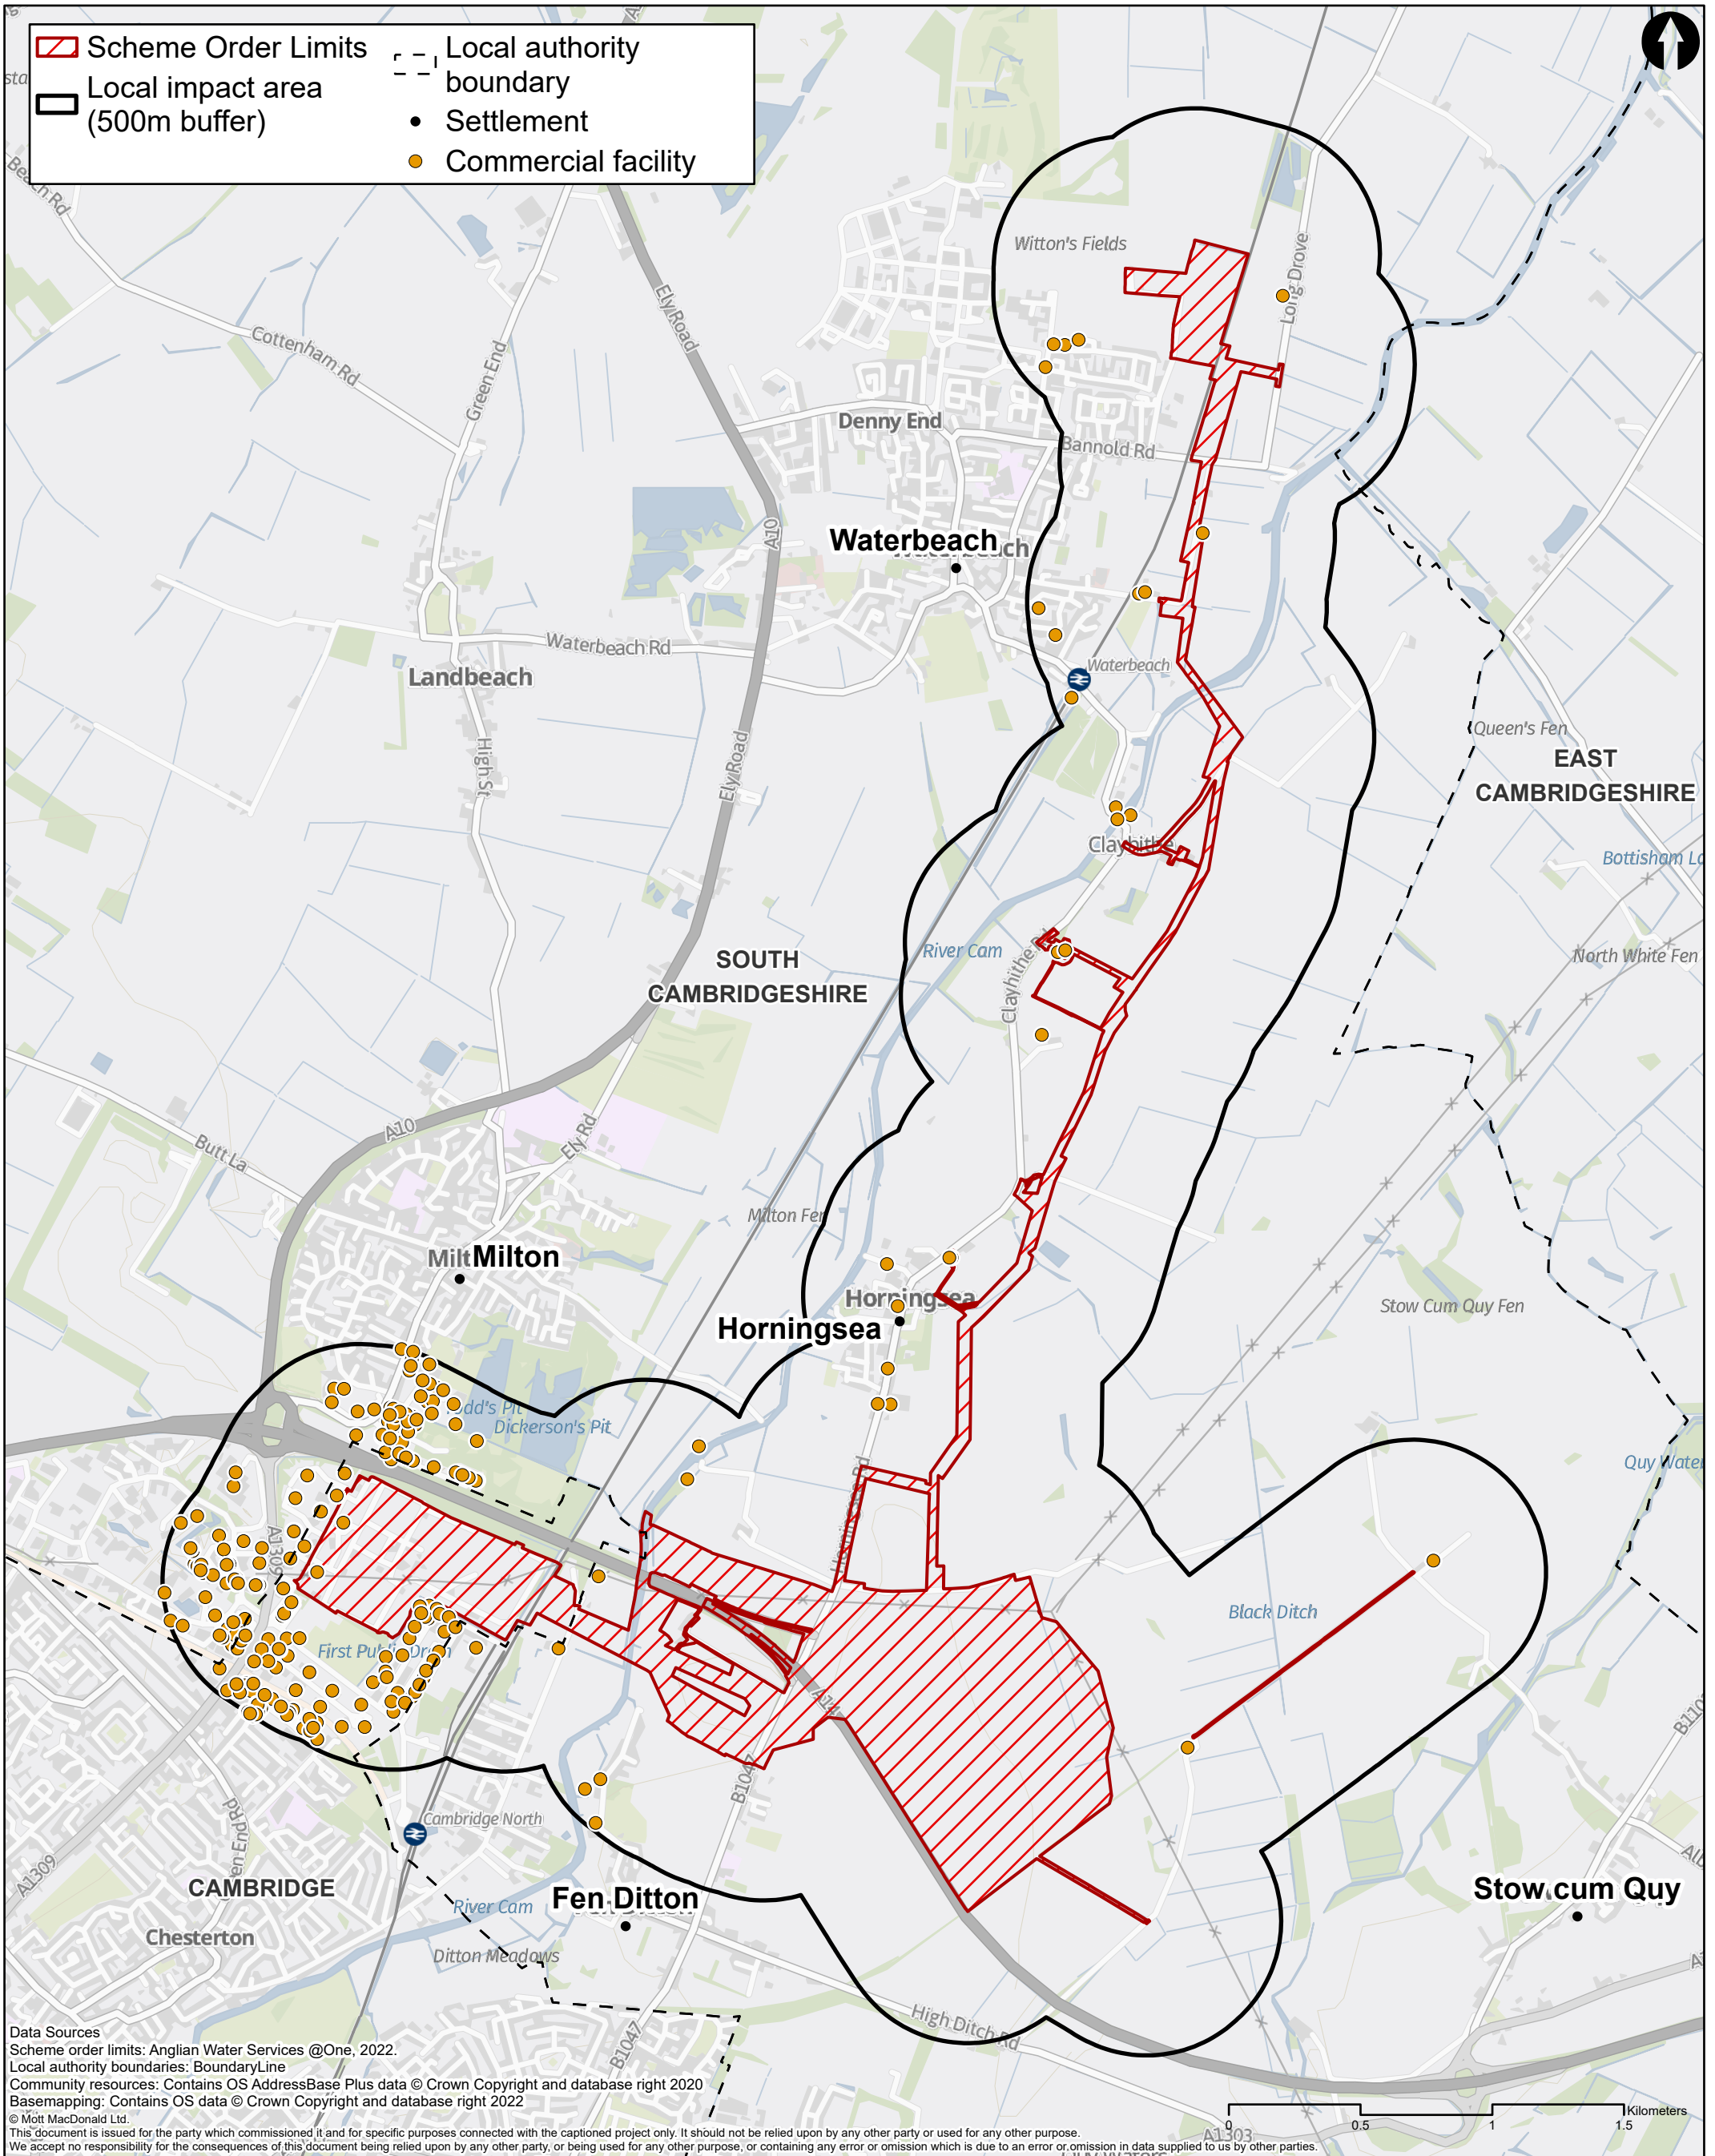 Scheme Order Limits
Local impact area
(500m buffer)
Local authority
boundary
Settlement
Commercial facility
Beach Rd
Cottenham Rd
Green End
Ely Road
Witton's Fields
Long Drove
Denny End
Bannold Rd
A10
Waterbeach
Waterbeach Rd
Landbeach
Waterbeach
Queen's Fen
EAST
CAMBRIDGESHIRE
High St
Ely Road
Clayhithe
SOUTH
CAMBRIDGESHIRE
River Cam
Clayhithe Rd
North White Fen
A10
Butt La
Ely Rd
Milton Fen
Milton
Horningsea
Horningsea
Stow Cum Quy Fen
Dickerson's Pit
Horningsea Rd
A1309
First Public Drain
Black Ditch
A14
B1047
Cambridge North
A1309
CAMBRIDGE
River Cam
Fen Ditton
Stow cum Quy
Chesterton
Ditton Meadows
High Ditch Rd
B1047
Data Sources
Scheme order limits: Anglian Water Services @One, 2022.
Local authority boundaries: BoundaryLine
Community resources: Contains OS AddressBase Plus data © Crown Copyright and database right 2020
Basemapping: Contains OS data © Crown Copyright and database right 2022
© Mott MacDonald Ltd.
This document is issued for the party which commissioned it and for specific purposes connected with the captioned project only. It should not be relied upon by any other party or used for any other purpose.
We accept no responsibility for the consequences of this document being relied upon by any other party, or being used for any other purpose, or containing any error or omission which is due to an error or omission in data supplied to us by other parties.
Kilometers
0 0.5 1 1.5
A1303